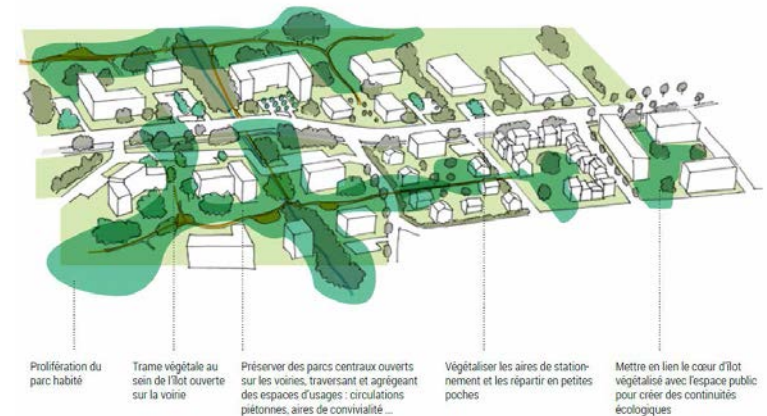 Prolifération du
parc habité
Trame végétale au
sein de l'îlot ouverte
sur la voirie
Préserver des parcs centraux ouverts
sur les voiries, traversant et agrégeant
des espaces d'usages : circulations
piétonnes, aires de convivialité ...
Végétaliser les aires de station-
nement et les répartir en petites
poches
Mettre en lien le cœur d'îlot
végétalisé avec l'espace public
pour créer des continuités
écologiques